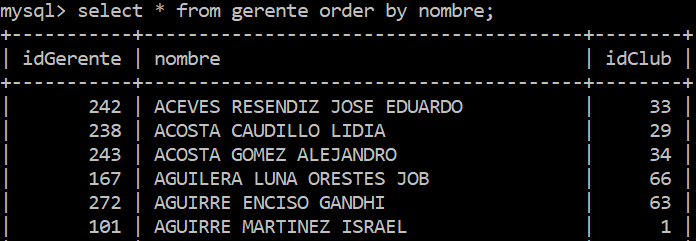 mysql> select * from gerente order by nombre;
+-----------+---------------------------------------+--------+
| idGerente | nombre                                | idClub |
+-----------+---------------------------------------+--------+
|       242 | ACEVES RESENDIZ JOSE EDUARDO          |     33 |
|       238 | ACOSTA CAUDILLO LIDIA                 |     29 |
|       243 | ACOSTA GOMEZ ALEJANDRO                |     34 |
|       167 | AGUILERA LUNA ORESTES JOB             |     66 |
|       272 | AGUIRRE ENCISO GANDHI                 |     63 |
|       101 | AGUIRRE MARTINEZ ISRAEL               |      1 |